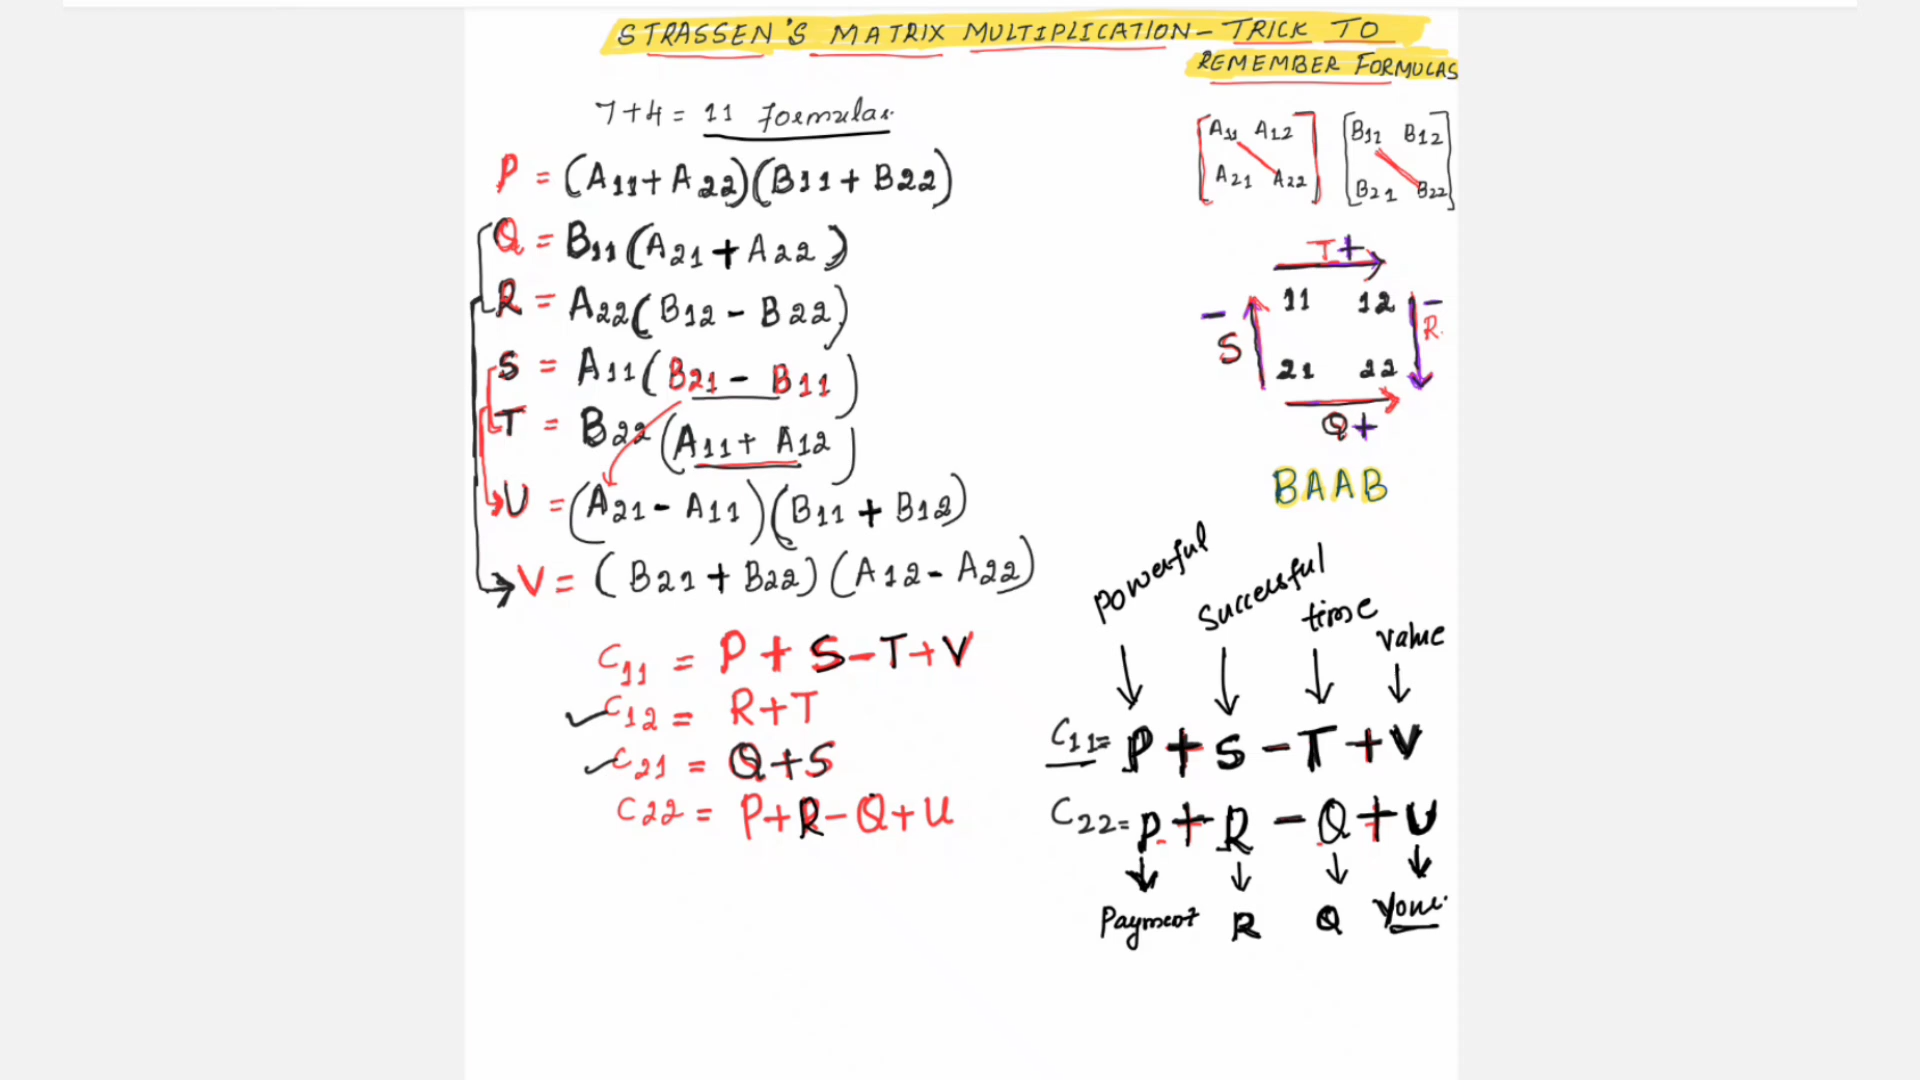 STRASSEN'S MATRIX MULTIPLICATION - TRICK TO
REMEMBER FORMULAS
7+4 = 11 Formulas.
P = (A11+ A22)(B11+ B22)
Q = B11(A21+A22)
R = A22(B12 - B22)
S = A11(B21 - B11)
T = B22(A11+ A12)
U = (A21 - A11)(B11 + B12)
V = (B21+ B22)(A12 - A22)
C11 = P + S - T + V
C12 = R+T
C21 = Q+S
C22 = P+R-Q+U
A11 A12
A21 A22
B11 B12
B21 B22
T+
11 12
- S
- R.
21 22
Q+
BAAB
Powerful Successful time Value
C11= P + S - T + V
C22= P + R - Q + U
Payment R Q